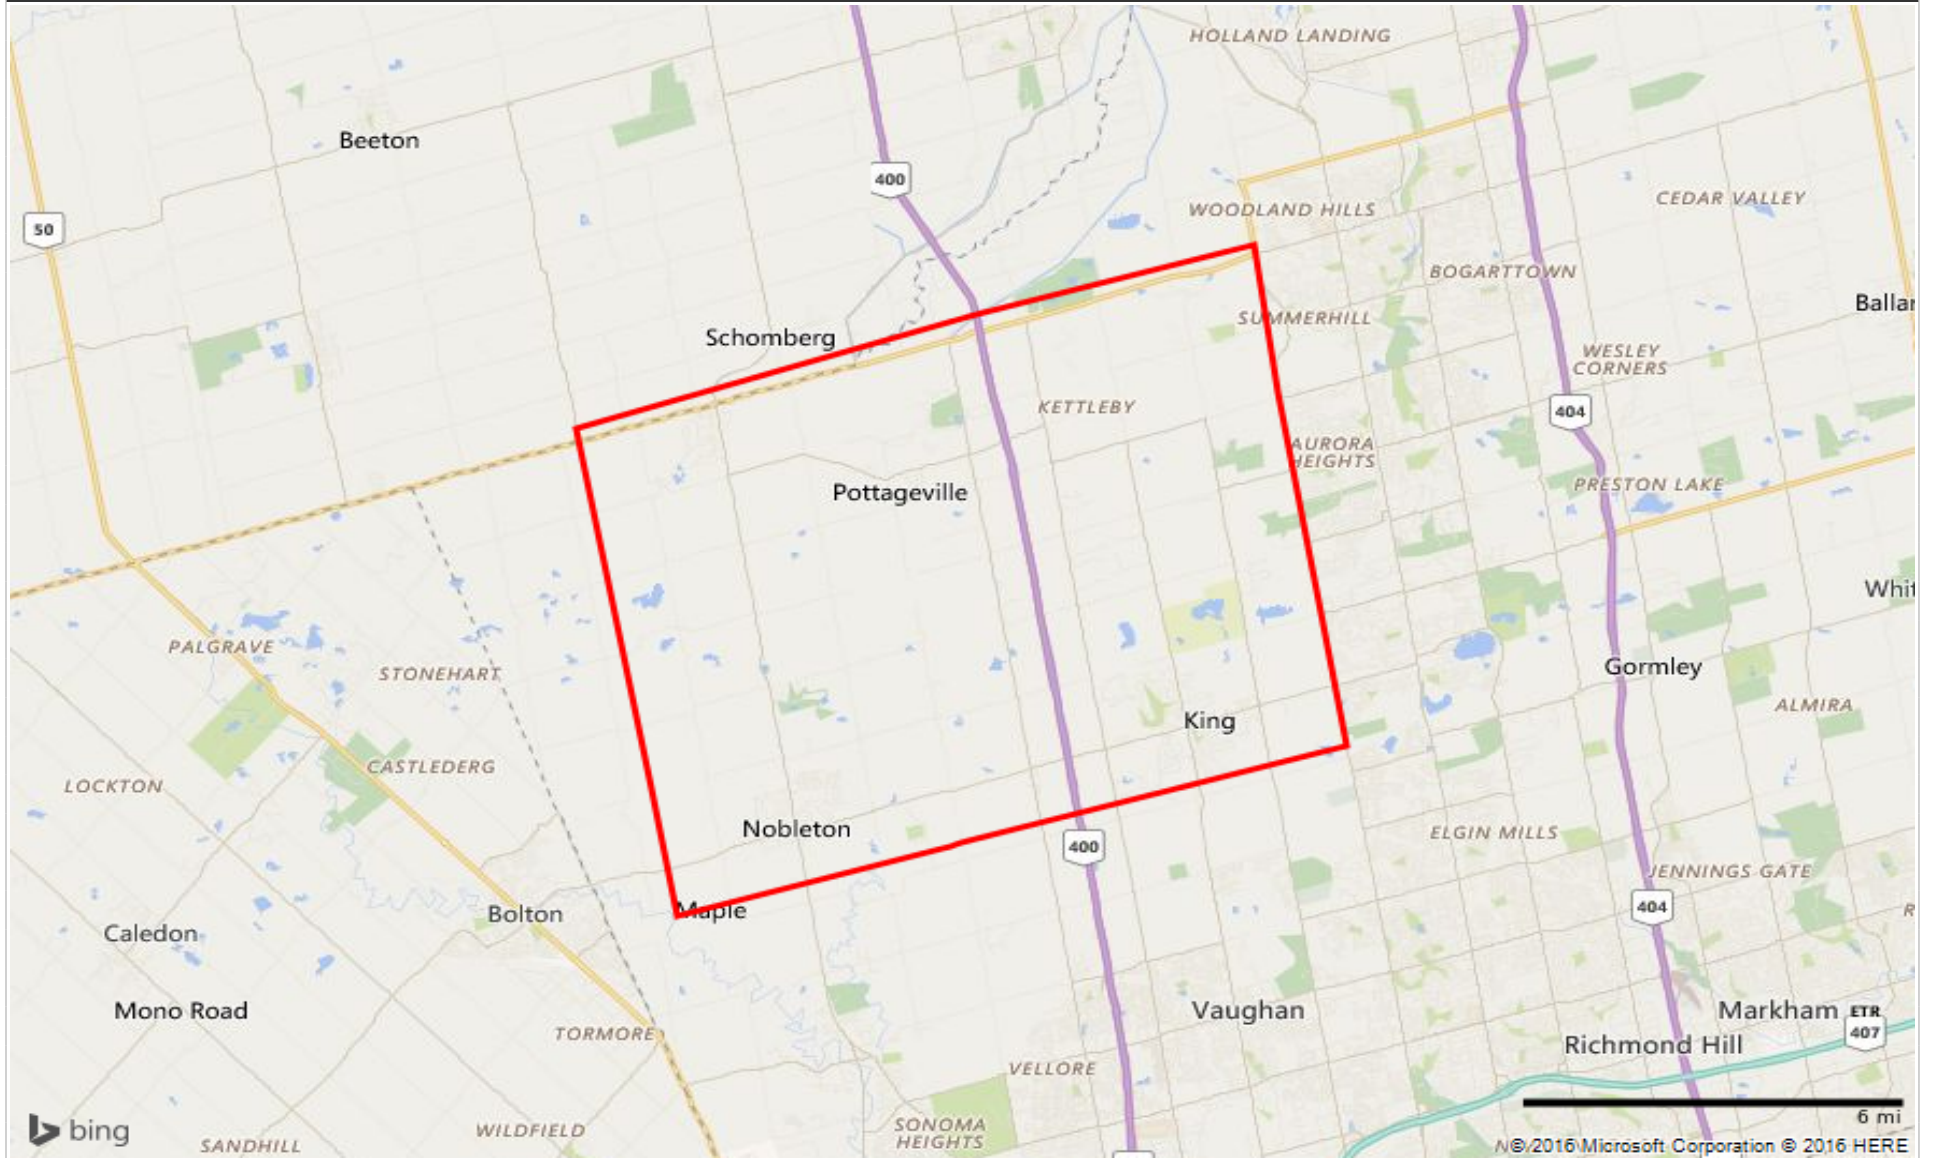 HOLLAND LANDING
Beeton
400
CEDAR VALLEY
WOODLAND HILLS
50
BOGARTTOWN
Ballar
SUMMERHILL
Schomberg
WESLEY
CORNERS
KETTLEBY
404
AURORA
HEIGHTS
PRESTON LAKE
Pottageville
Whit
PALGRAVE
STONEHART
Gormley
ALMIRA
King
CASTLEDERG
LOCKTON
Nobleton
ELGIN MILLS
400
JENNINGS GATE
404
Maple
Bolton
Caledon
Mono Road
Vaughan
Markham
ETR
407
TORMORE
Richmond Hill
VELLORE
6 mi
bing
WILDFIELD
SONOMA
HEIGHTS
SANDHILL
© 2016 Microsoft Corporation © 2016 HERE